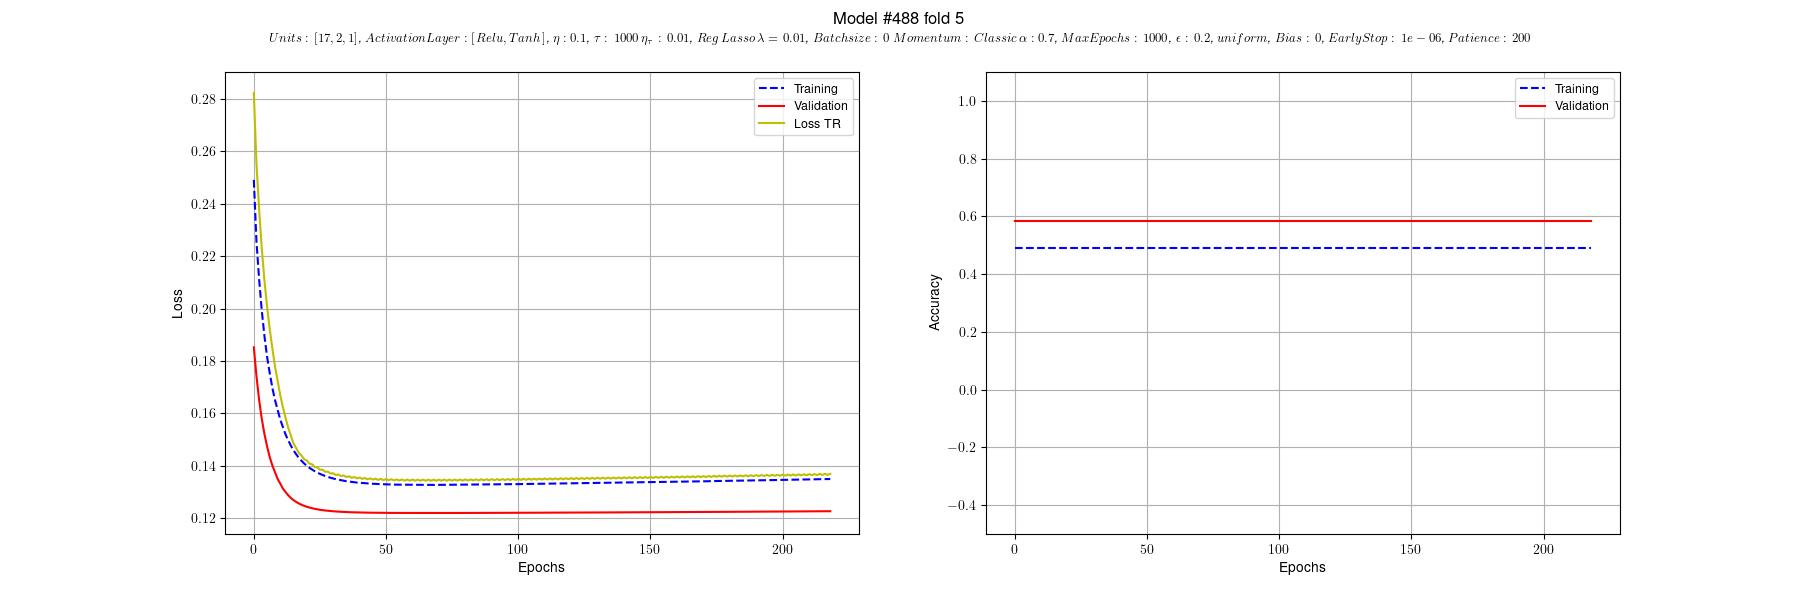 Model #488 fold 5
Units : [17, 2, 1], ActivationLayer : [Relu, Tanh], η : 0.1, τ : 1000 η_τ : 0.01, Reg Lasso λ = 0.01, Batchsize : 0 Momentum : Classic α : 0.7, MaxEpochs : 1000, ϵ : 0.2, uniform, Bias : 0, EarlyStop : 1e − 06, Patience : 200
Training
Validation
Loss TR
0.28
0.26
0.24
0.22
0.20
0.18
0.16
0.14
0.12
Loss
0
50
100
150
200
Epochs
Training
Validation
1.0
0.8
0.6
0.4
0.2
0.0
−0.2
−0.4
Accuracy
0
50
100
150
200
Epochs